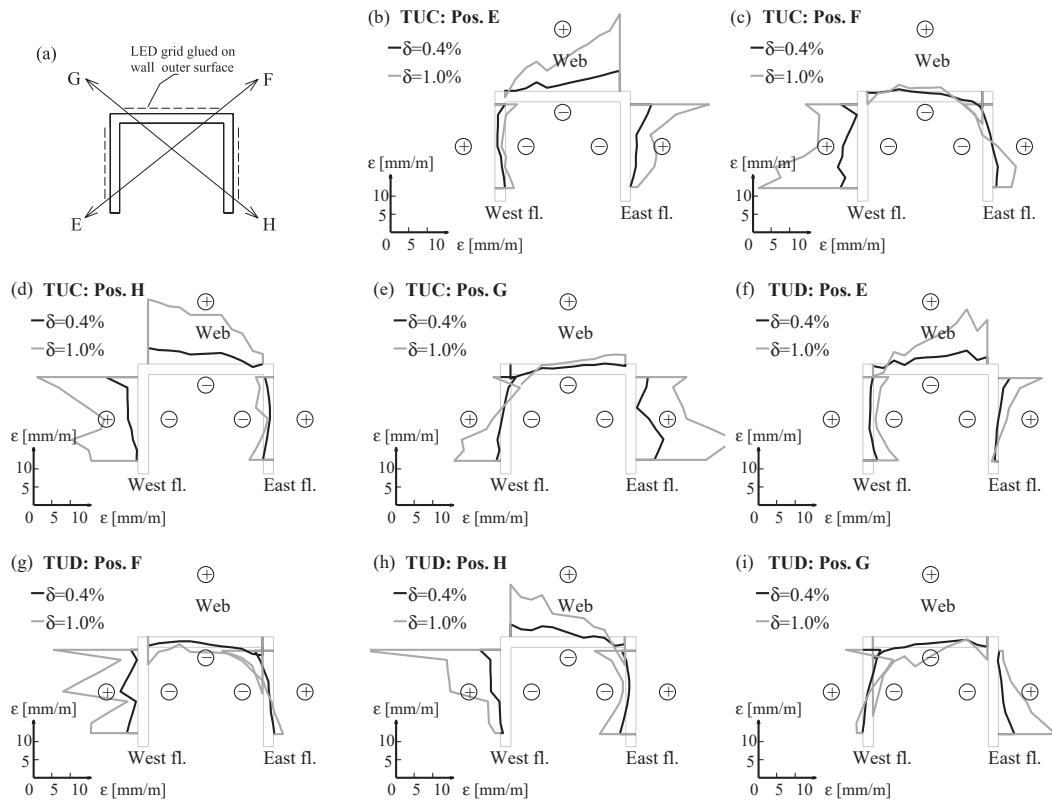 (a)
LED grid glued on
wall outer surface
G
F
E
H
(b) TUC: Pos. E
δ=0.4%
δ=1.0%
+
Web
−
+
−
−
+
ε [mm/m]
10
5
0 5 10 ε [mm/m]
West fl.
East fl.
(c) TUC: Pos. F
δ=0.4%
δ=1.0%
+
Web
−
+
−
−
+
ε [mm/m]
10
5
0 5 10 ε [mm/m]
West fl.
East fl.
(d) TUC: Pos. H
δ=0.4%
δ=1.0%
+
Web
−
+
−
−
+
ε [mm/m]
10
5
0 5 10 ε [mm/m]
West fl.
East fl.
(e) TUC: Pos. G
δ=0.4%
δ=1.0%
+
Web
−
+
−
−
+
ε [mm/m]
10
5
0 5 10 ε [mm/m]
West fl.
East fl.
(f) TUD: Pos. E
δ=0.4%
δ=1.0%
+
Web
−
+
−
−
+
ε [mm/m]
10
5
0 5 10 ε [mm/m]
West fl.
East fl.
(g) TUD: Pos. F
δ=0.4%
δ=1.0%
+
Web
−
+
−
−
+
ε [mm/m]
10
5
0 5 10 ε [mm/m]
West fl.
East fl.
(h) TUD: Pos. H
δ=0.4%
δ=1.0%
+
Web
−
+
−
−
+
ε [mm/m]
10
5
0 5 10 ε [mm/m]
West fl.
East fl.
(i) TUD: Pos. G
δ=0.4%
δ=1.0%
+
Web
−
+
−
−
+
ε [mm/m]
10
5
0 5 10 ε [mm/m]
West fl.
East fl.